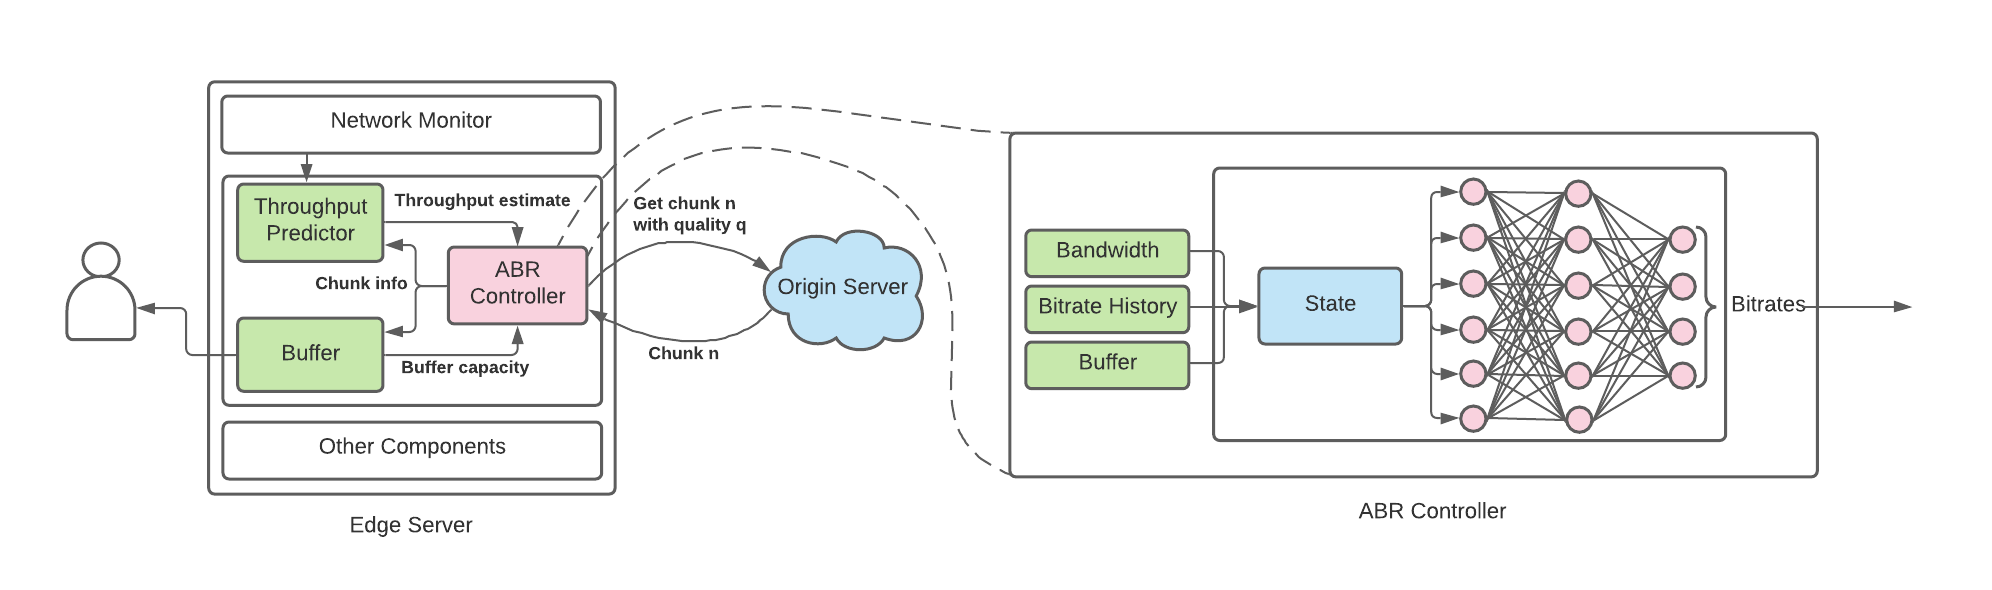 Network Monitor
Throughput
Predictor
Throughput estimate
Chunk info
ABR
Controller
Buffer
Buffer capacity
Other Components
Edge Server
Get chunk n
with quality q
Origin Server
Chunk n
Bandwidth
Bitrate History
Buffer
State
Bitrates
ABR Controller